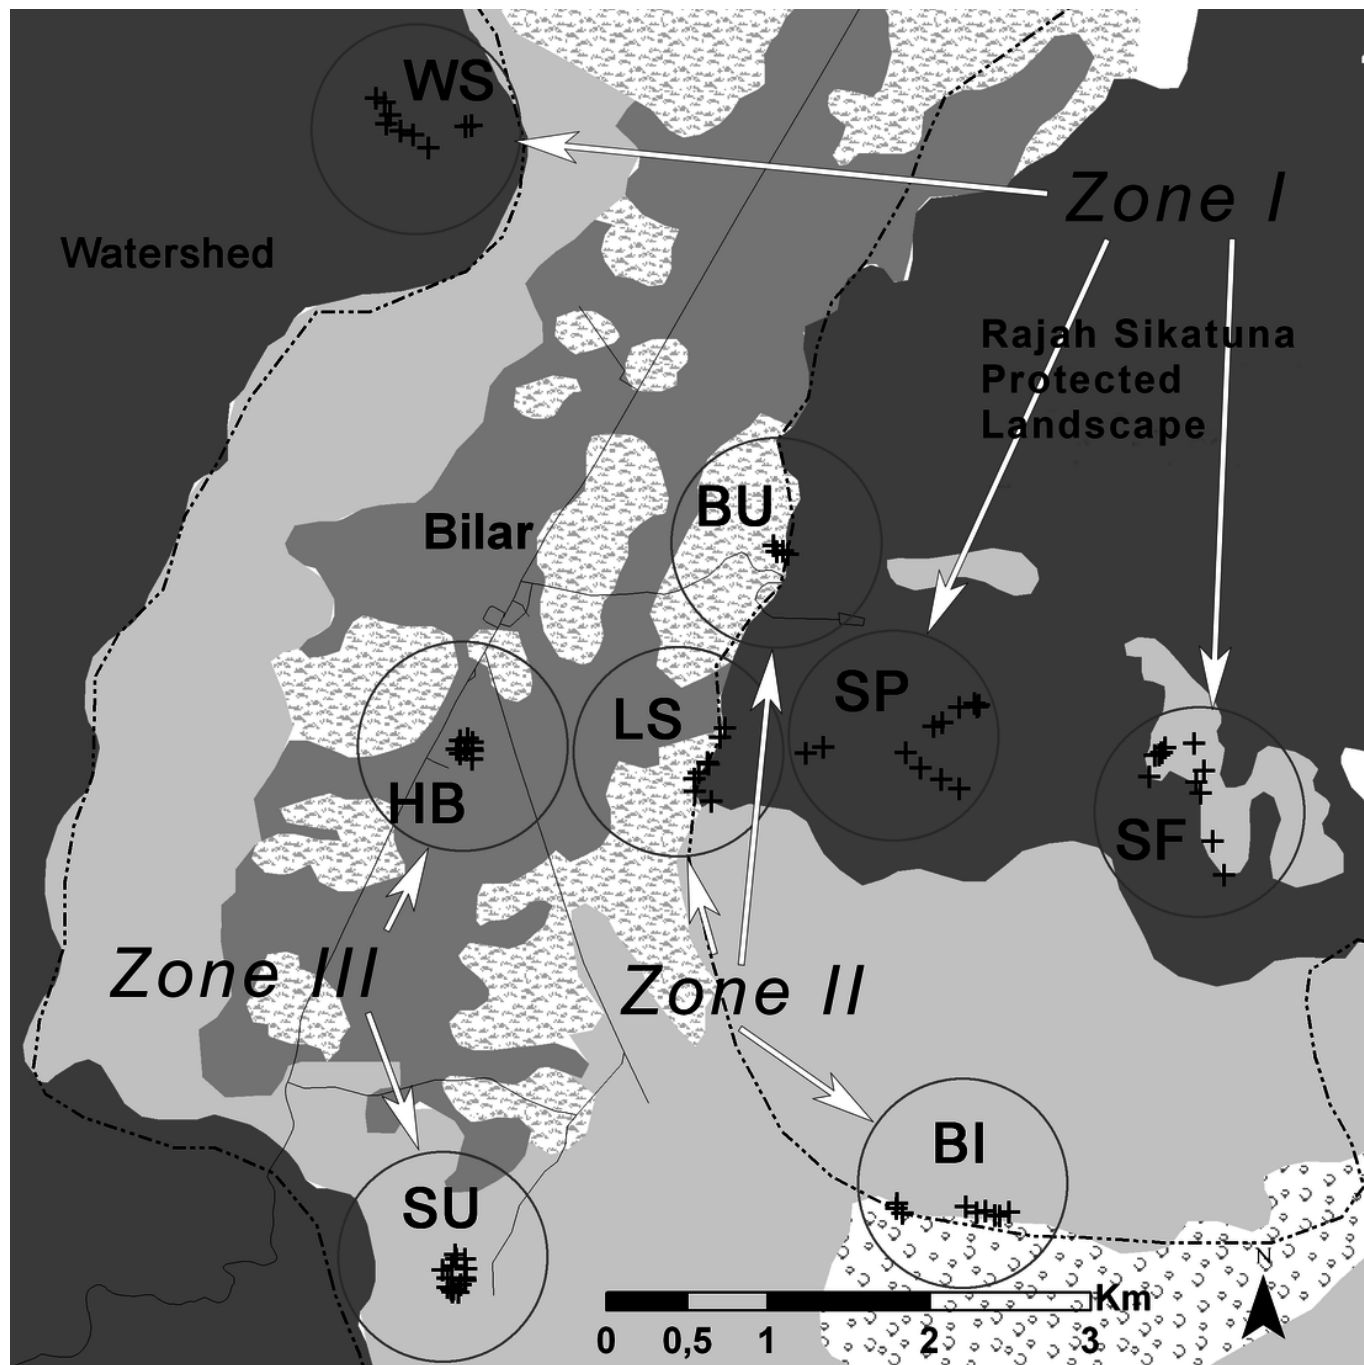 WS
Zone I
Watershed
Rajah Sikatuna
Protected
Landscape
BU
Bilar
SP
LS
HB
SF
Zone III
Zone II
BI
SU
N
Km
0 0,5 1 2 3